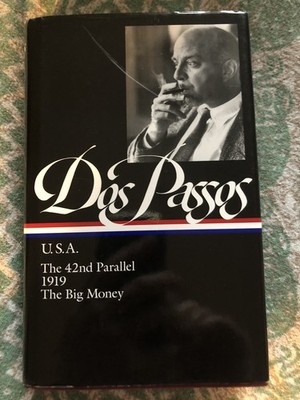 Dos Passos
U.S.A.
The 42nd Parallel
1919
The Big Money